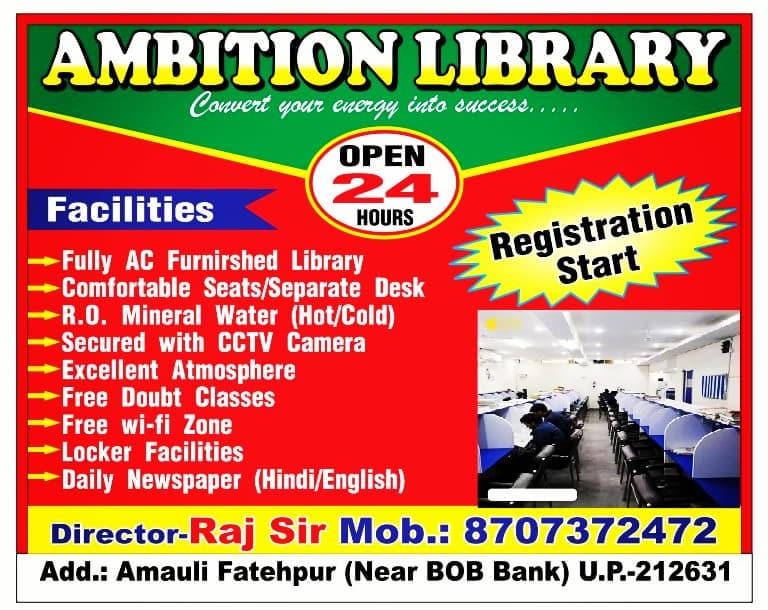 AMBITION LIBRARY
Convert your energy into success.....
OPEN
24
HOURS
Facilities
Registration
Start
Fully AC Furnirshed Library
Comfortable Seats/Separate Desk
R.O. Mineral Water (Hot/Cold)
Secured with CCTV Camera
Excellent Atmosphere
Free Doubt Classes
Free wi-fi Zone
Locker Facilities
Daily Newspaper (Hindi/English)
Director-Raj Sir Mob.: 8707372472
Add.: Amauli Fatehpur (Near BOB Bank) U.P.-212631